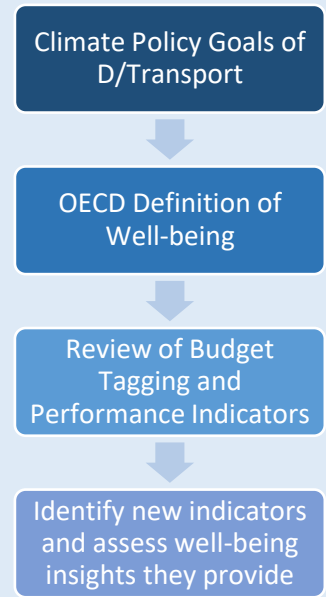 Climate Policy Goals of
D/Transport
OECD Definition of
Well-being
Review of Budget
Tagging and
Performance Indicators
Identify new indicators
and assess well-being
insights they provide